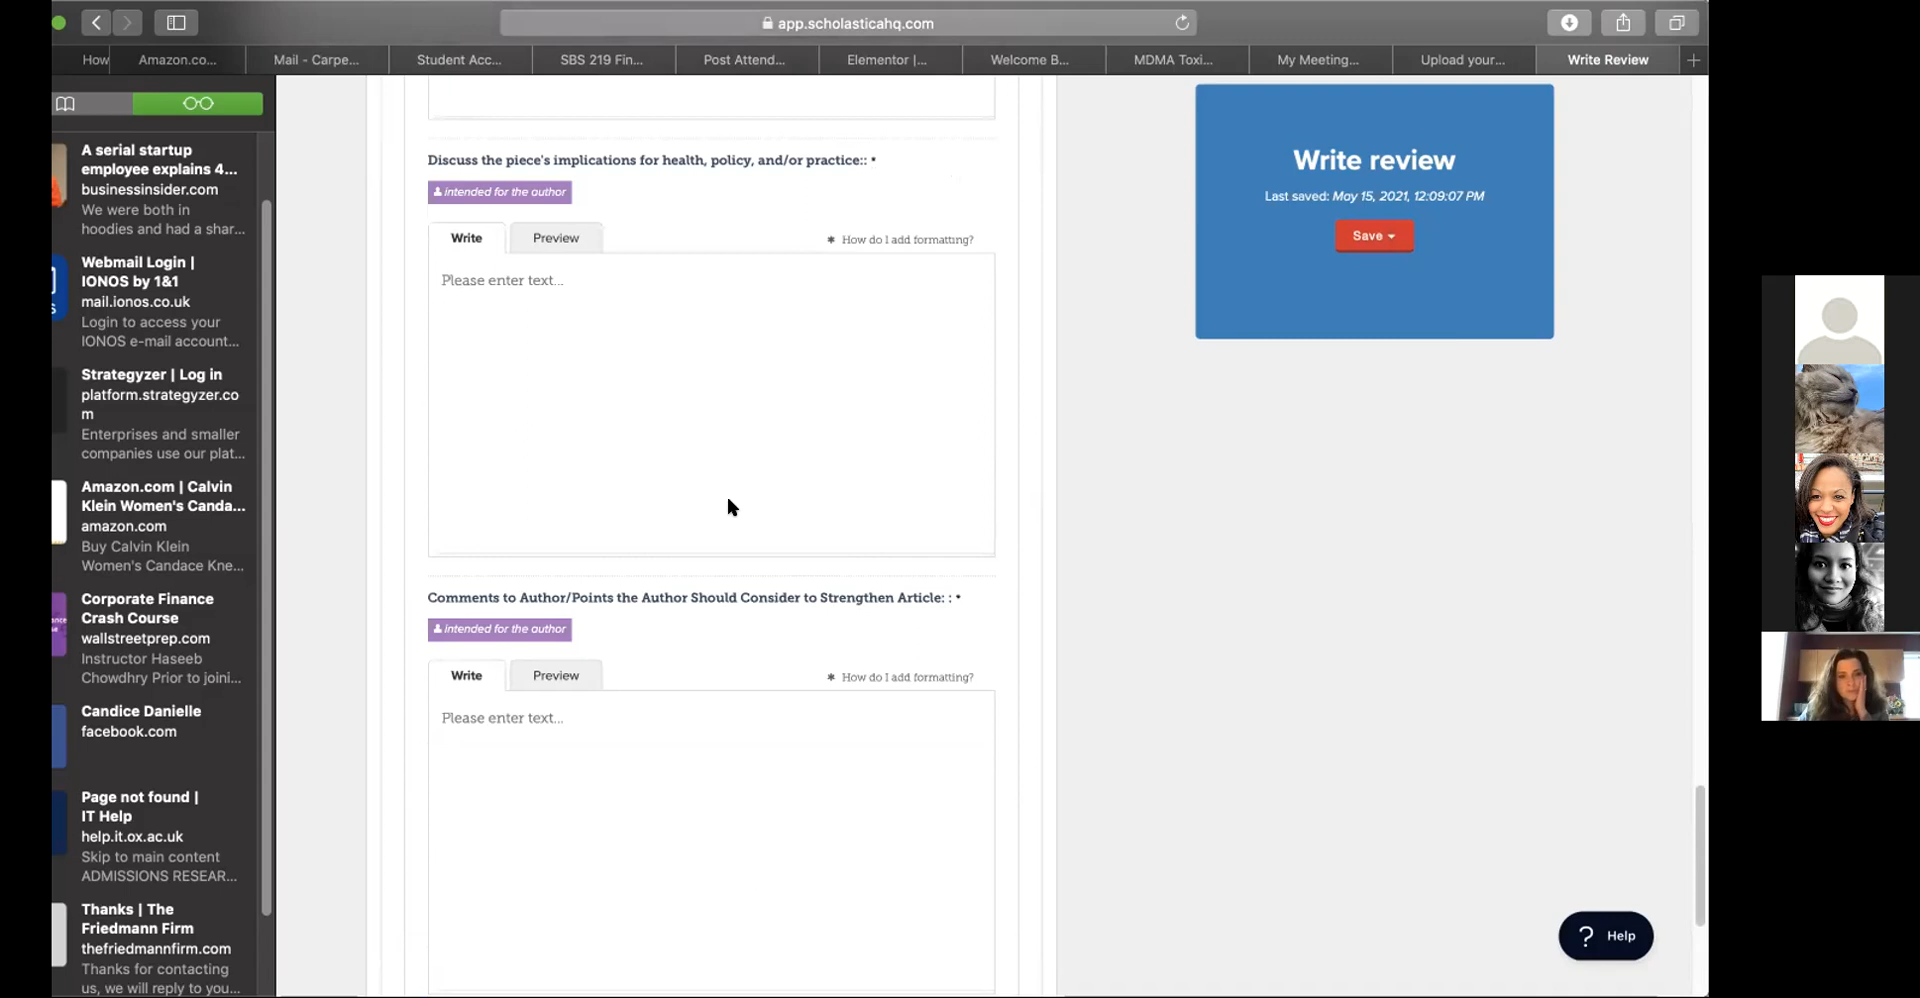 app.scholasticahq.com
How
Amazon.co...
Mail - Carpe...
Student Acc...
SBS 219 Fin...
Post Attend...
Elementor |...
Welcome B...
MDMA Toxi...
My Meeting...
Upload your...
Write Review
A serial startup
employee explains 4...
businessinsider.com
We were both in
hoodies and had a shar...
Webmail Login |
IONOS by 1&1
mail.ionos.co.uk
Login to access your
IONOS e-mail account...
Strategyzer | Log in
platform.strategyzer.co
m
Enterprises and smaller
companies use our plat...
Amazon.com | Calvin
Klein Women's Canda...
amazon.com
Buy Calvin Klein
Women's Candace Kne...
Corporate Finance
Crash Course
wallstreetprep.com
Instructor Haseeb
Chowdhry Prior to joini...
Candice Danielle
facebook.com
Page not found |
IT Help
help.it.ox.ac.uk
Skip to main content
ADMISSIONS RESEAR...
Thanks | The
Friedmann Firm
thefriedmannfirm.com
Thanks for contacting
us, we will reply to you...
Discuss the piece's implications for health, policy, and/or practice:: *
intended for the author
Write
Preview
* How do I add formatting?
Please enter text...
Comments to Author/Points the Author Should Consider to Strengthen Article: : *
intended for the author
Write
Preview
* How do I add formatting?
Please enter text...
Write review
Last saved: May 15, 2021, 12:09:07 PM
Save
? Help